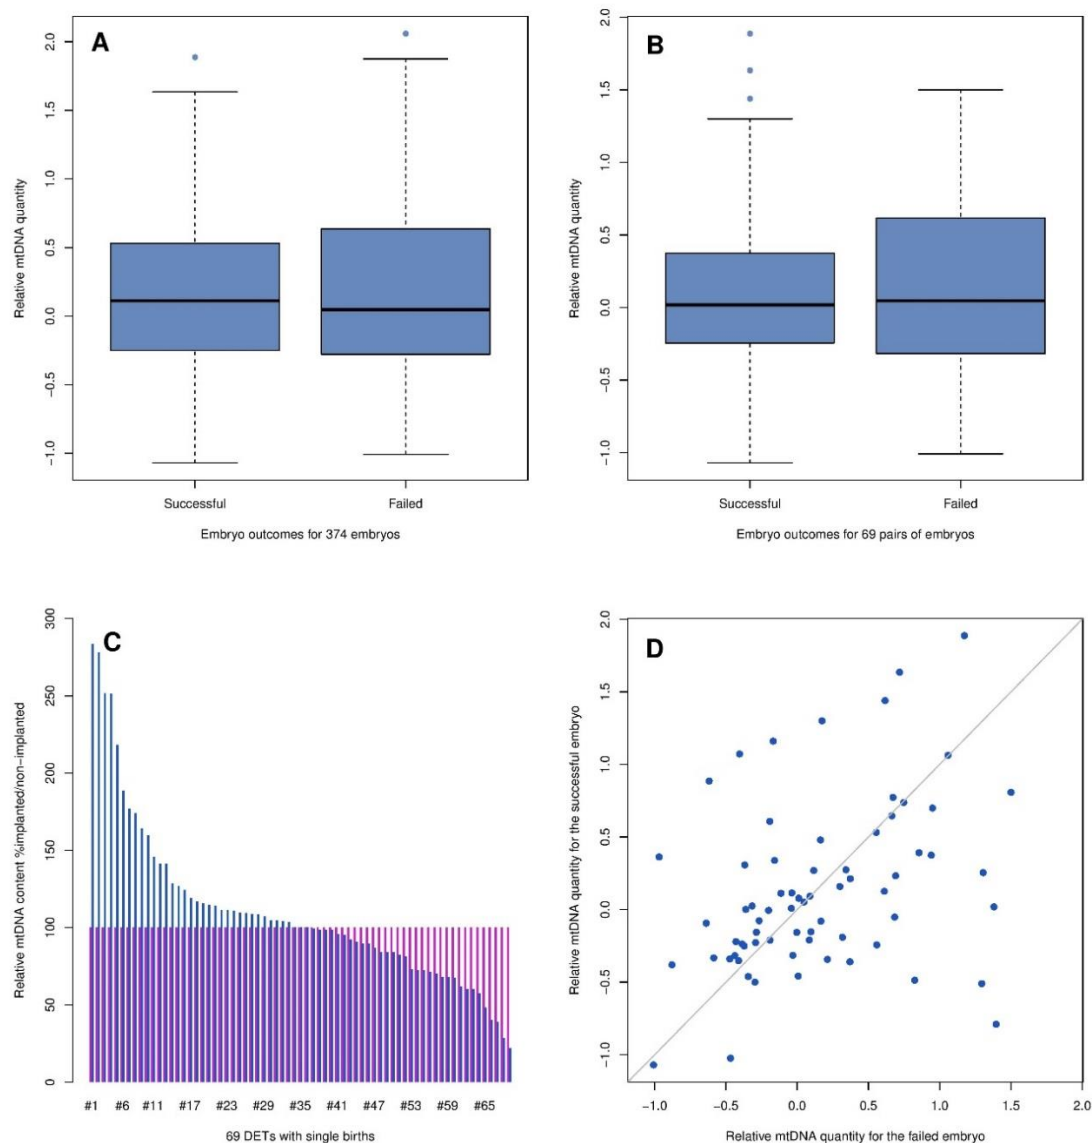 A
Relative mtDNA quantity
2.0
1.5
1.0
0.5
0.0
−0.5
−1.0
Successful
Failed
Embryo outcomes for 374 embryos
B
Relative mtDNA quantity
2.0
1.5
1.0
0.5
0.0
−0.5
−1.0
Successful
Failed
Embryo outcomes for 69 pairs of embryos
C
Relative mtDNA content %implanted/non−implanted
300
250
200
150
100
50
0
#1 #6 #11 #17 #23 #29 #35 #41 #47 #53 #59 #65
69 DETs with single births
D
Relative mtDNA quantity for the successful embryo
2.0
1.5
1.0
0.5
0.0
−0.5
−1.0
−1.0 −0.5 0.0 0.5 1.0 1.5 2.0
Relative mtDNA quantity for the failed embryo